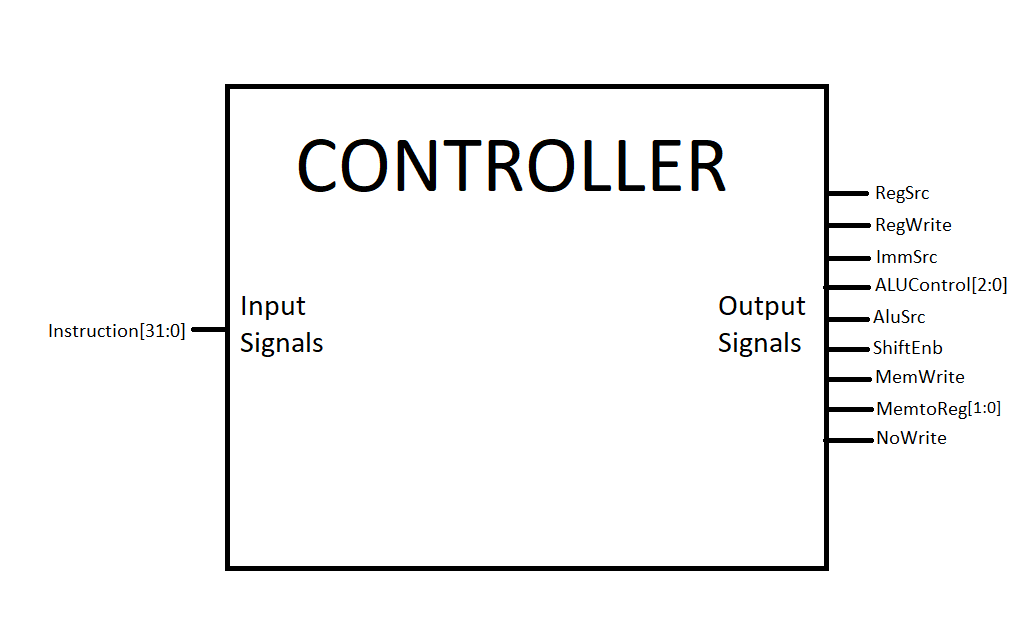 CONTROLLER
Instruction[31:0]
Input
Signals
Output
Signals
RegSrc
RegWrite
ImmSrc
ALUControl[2:0]
AluSrc
ShiftEnb
MemWrite
MemtoReg[1:0]
NoWrite